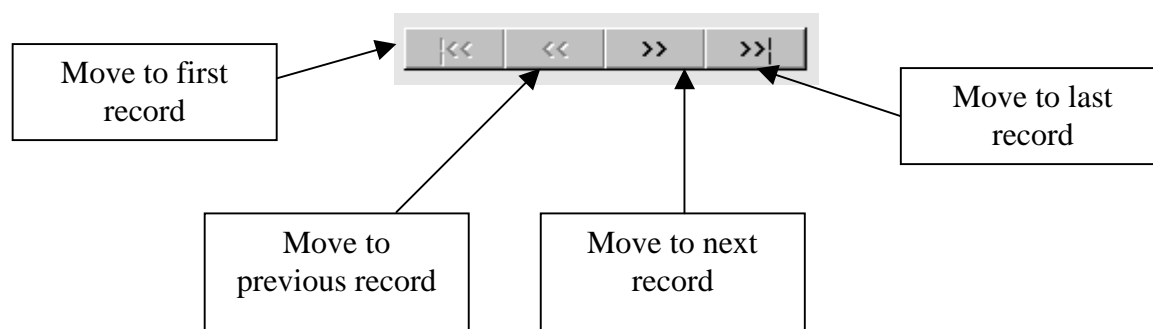 |<< << >> >>|
Move to first
record
Move to last
record
Move to
previous record
Move to next
record